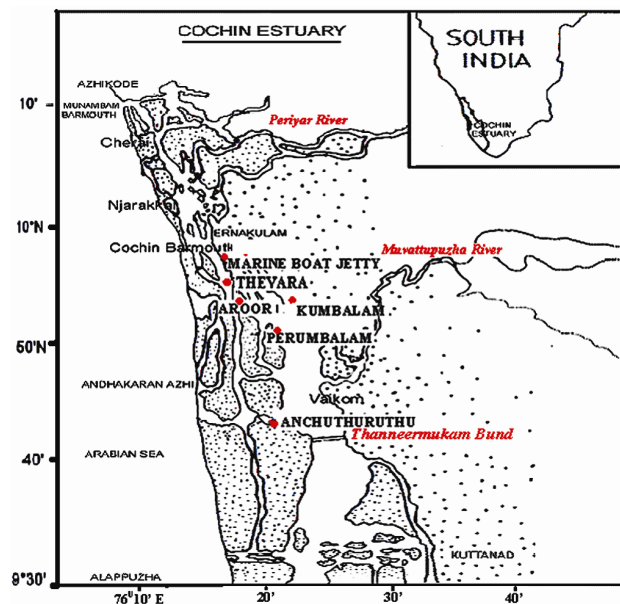 COCHIN ESTUARY
SOUTH
INDIA
COCHIN
ESTUARY
AZHIKODE
10'
MUNAMBAM
BARMOUTH
Periyar River
Cherai
Njarakkal
10°N
ERNAKULAM
Cochin Barmouth
Muvattupuzha River
MARINE BOAT JETTY
THEVARA
AROOR
KUMBALAM
50'N
PERUMBALAM
ANDHAKARAN AZHI
Vaikom
ANCHUTHURUTHU
Thanneermukam Bund
40'
ARABIAN SEA
KUTTANAD
9°30'
ALAPPUZHA
76°10' E
20'
30'
40'